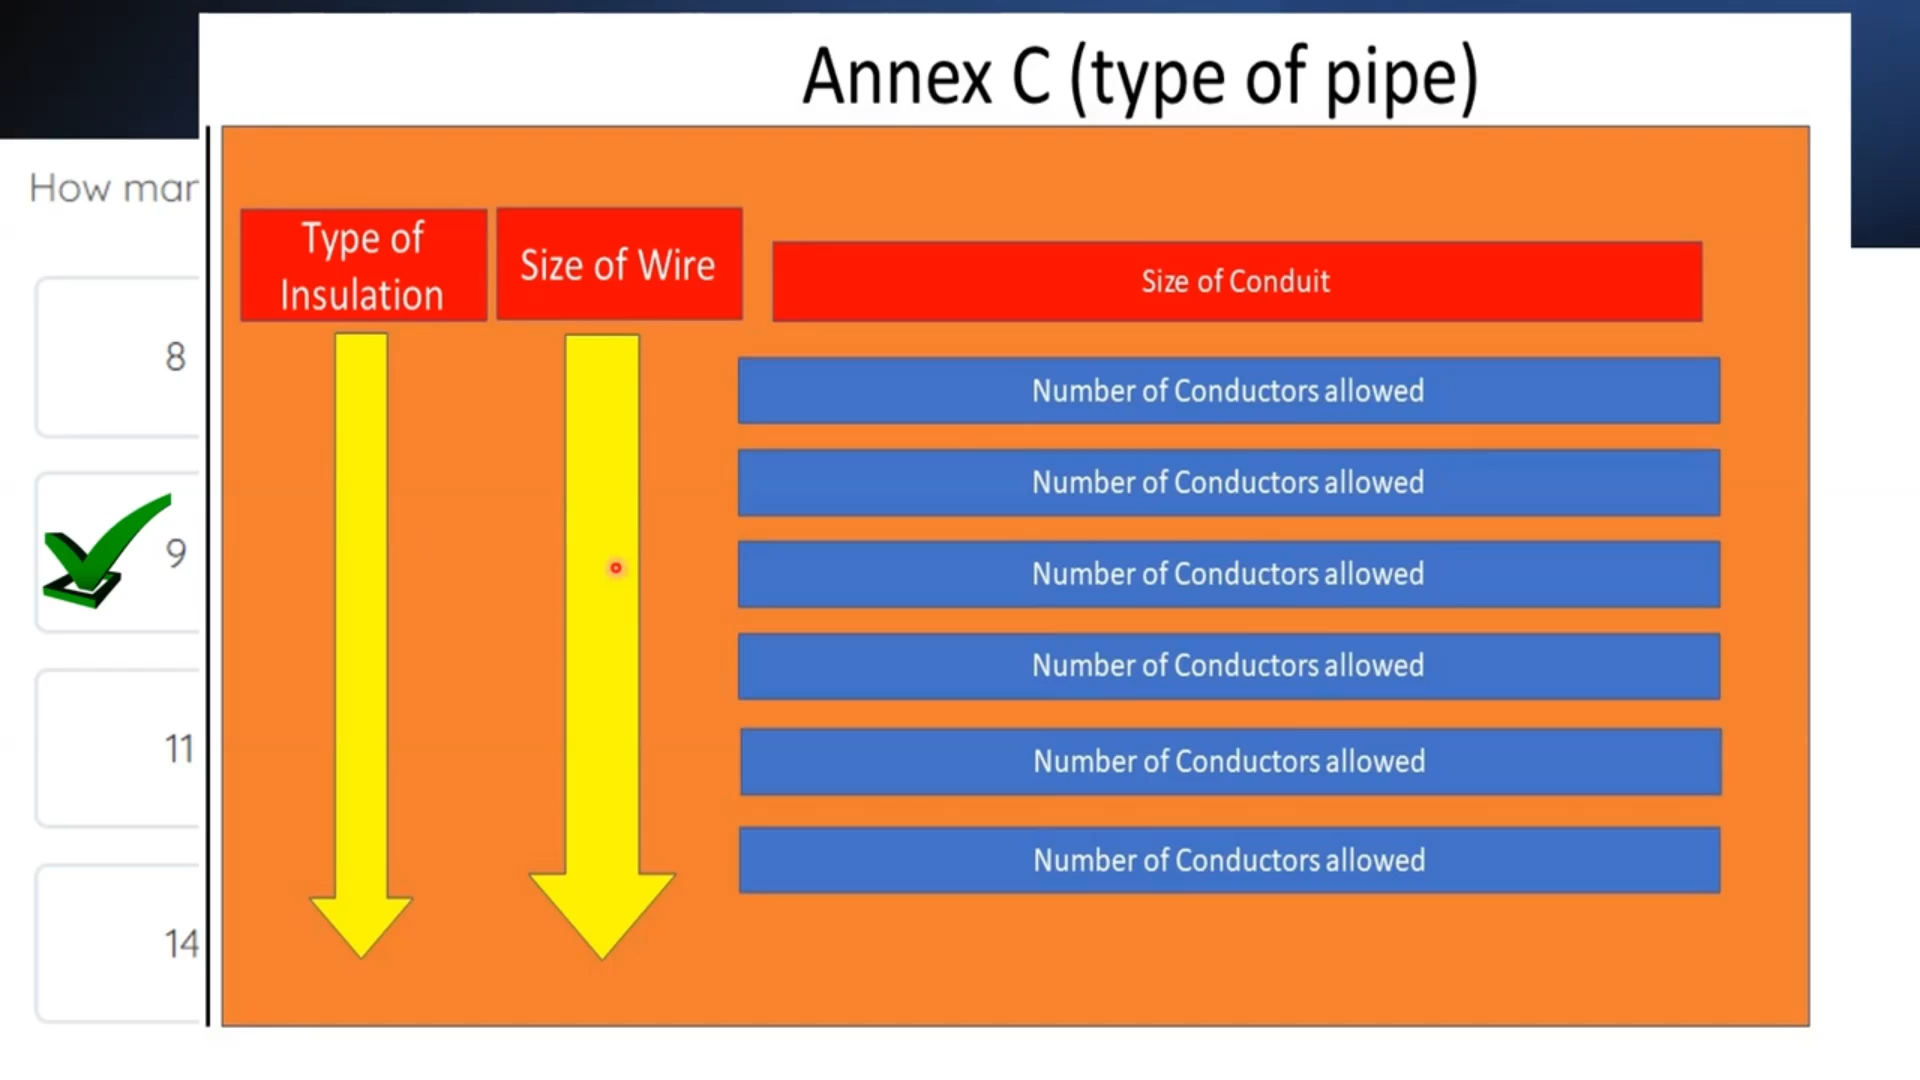 Annex C (type of pipe)
How
Type of
Insulation
Size of Wire
Size of Conduit
8
Number of Conductors allowed
Number of Conductors allowed
9
Number of Conductors allowed
Number of Conductors allowed
11
Number of Conductors allowed
Number of Conductors allowed
14